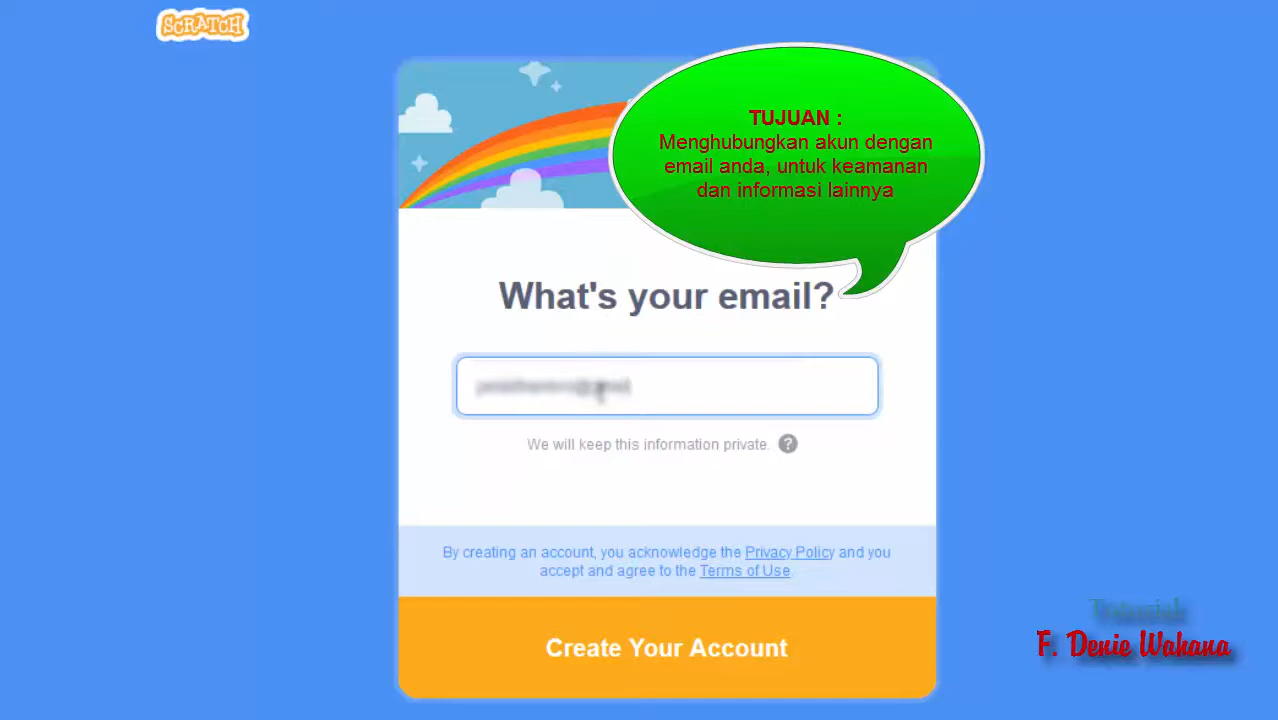 SCRATCH
TUJUAN :
Menghubungkan akun dengan
email anda, untuk keamanan
dan informasi lainnya
What's your email?
We will keep this information private. ?
By creating an account, you acknowledge the Privacy Policy and you
accept and agree to the Terms of Use.
Create Your Account
F. Denie Wahana